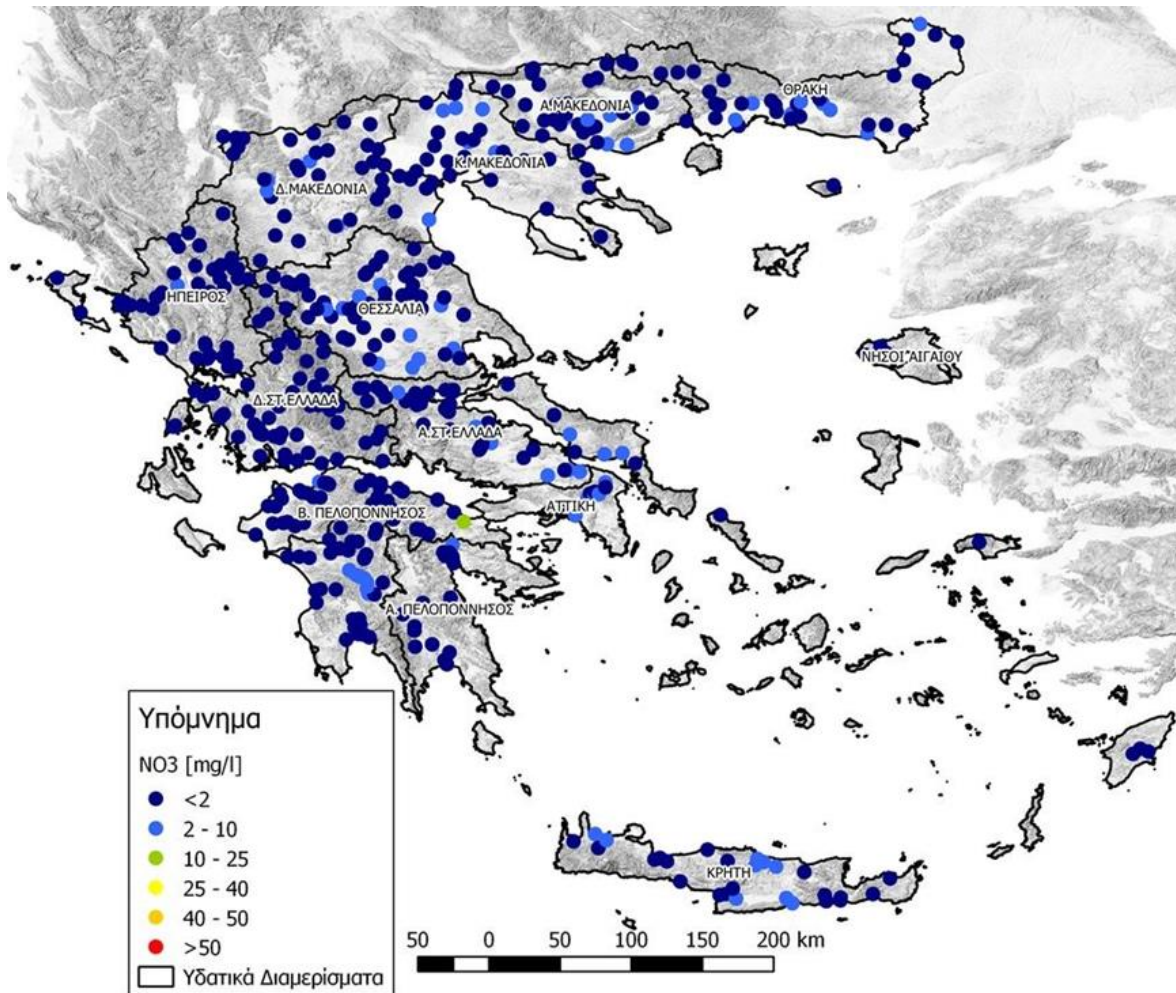 ΘΡΑΚΗ
Α.ΜΑΚΕΔΟΝΙΑ
Κ.ΜΑΚΕΔΟΝΙΑ
Δ.ΜΑΚΕΔΟΝΙΑ
ΗΠΕΙΡΟΣ
ΘΕΣΣΑΛΙΑ
ΝΗΣΟΙ ΑΙΓΑΙΟΥ
Δ.ΣΤ.ΕΛΛΑΔΑ
Α.ΣΤ.ΕΛΛΑΔΑ
ΑΤΤΙΚΗ
Β. ΠΕΛΟΠΟΝΝΗΣΟΣ
Α. ΠΕΛΟΠΟΝΝΗΣΟΣ
ΚΡΗΤΗ
Υπόμνημα
NO3 [mg/l]
<2
2 - 10
10 - 25
25 - 40
40 - 50
>50
Υδατικά Διαμερίσματα
50 0 50 100 150 200 km